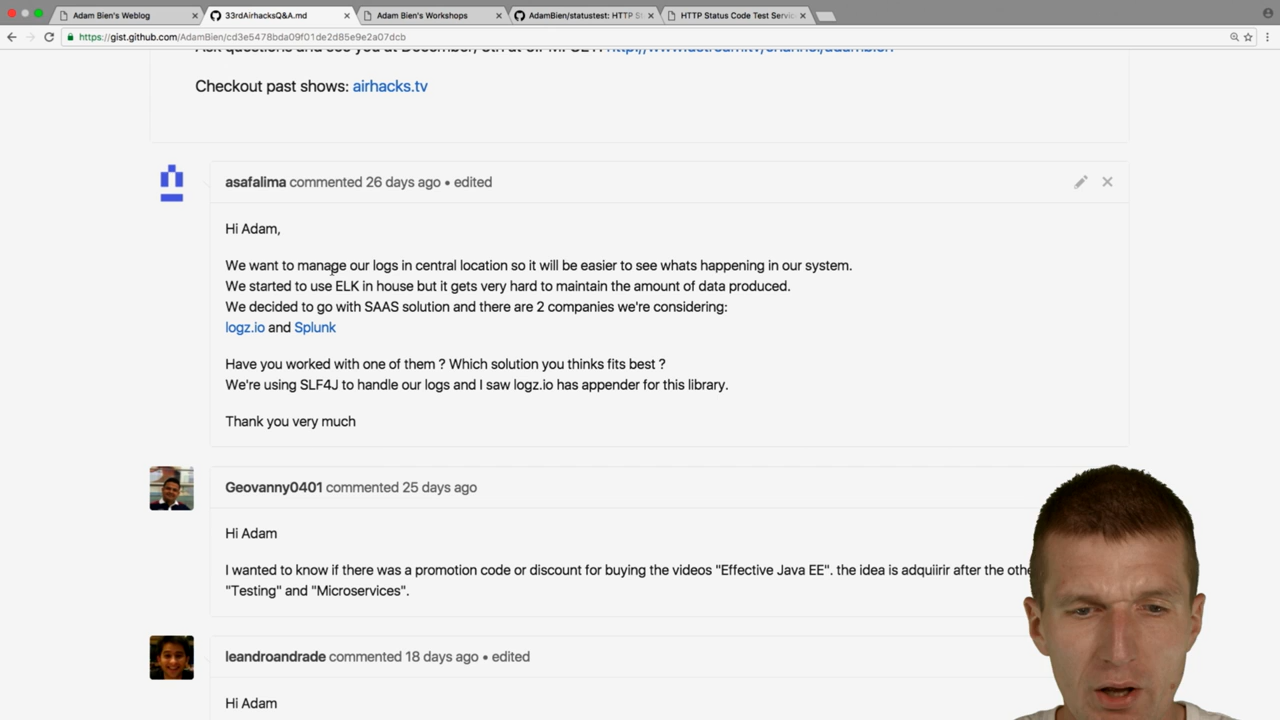 Adam Bien's Weblog
33rdAirhacksQ&A.md
Adam Bien's Workshops
AdamBien/statustest: HTTP S
HTTP Status Code Test Servic
https://gist.github.com/AdamBien/cd3e5478bda09f01de2d85e9e2a07dcb
Checkout past shows: airhacks.tv
asafalima commented 26 days ago • edited
Hi Adam,
We want to manage our logs in central location so it will be easier to see whats happening in our system.
We started to use ELK in house but it gets very hard to maintain the amount of data produced.
We decided to go with SAAS solution and there are 2 companies we're considering:
logz.io and Splunk
Have you worked with one of them ? Which solution you thinks fits best ?
We're using SLF4J to handle our logs and I saw logz.io has appender for this library.
Thank you very much
Geovanny0401 commented 25 days ago
Hi Adam
I wanted to know if there was a promotion code or discount for buying the videos "Effective Java EE". the idea is adquiirir after the othe
"Testing" and "Microservices".
leandroandrade commented 18 days ago • edited
Hi Adam